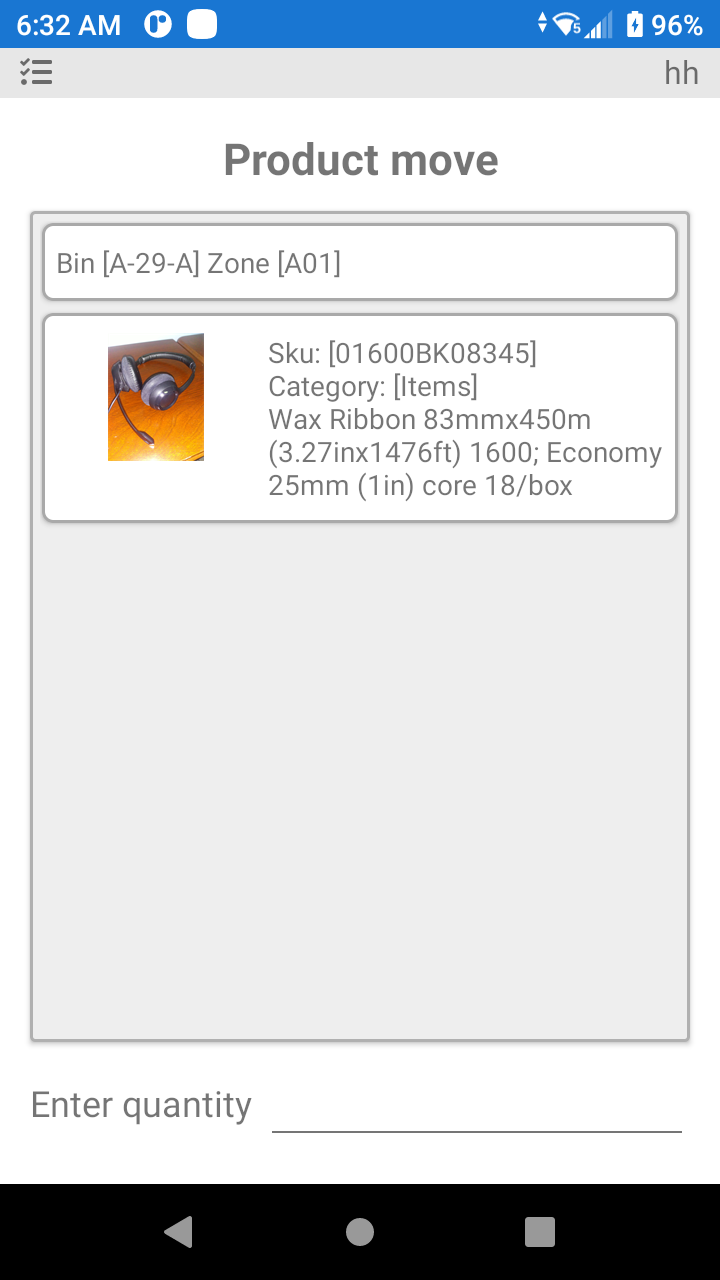 6:32 AM 5 96%
hh
Product move
Bin [A-29-A] Zone [A01]
Sku: [01600BK08345]
Category: [Items]
Wax Ribbon 83mmx450m
(3.27inx1476ft) 1600; Economy
25mm (1in) core 18/box
Enter quantity